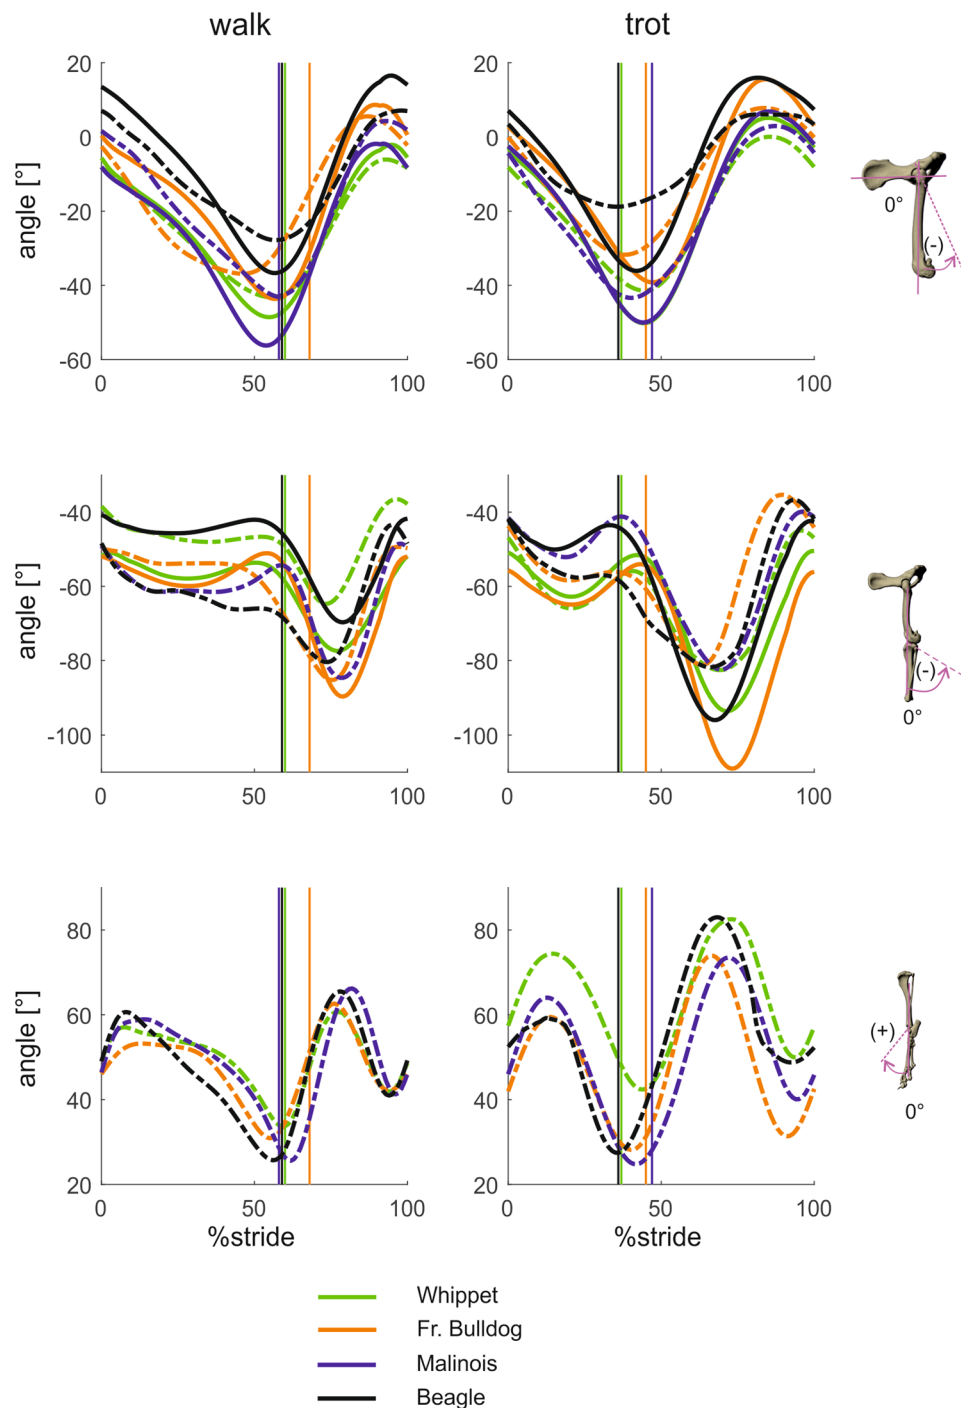 walk trot
20 20
0 0
-20 -20
-40 -40
-60 -60
angle [°]
0 50 100 0 50 100
0°
(-)
-40 -40
-60 -60
-80 -80
-100 -100
angle [°]
0 50 100 0 50 100
(-)
0°
80 80
60 60
40 40
20 20
angle [°]
0 50 100 0 50 100
%stride %stride
(+)
0°
Whippet
Fr. Bulldog
Malinois
Beagle